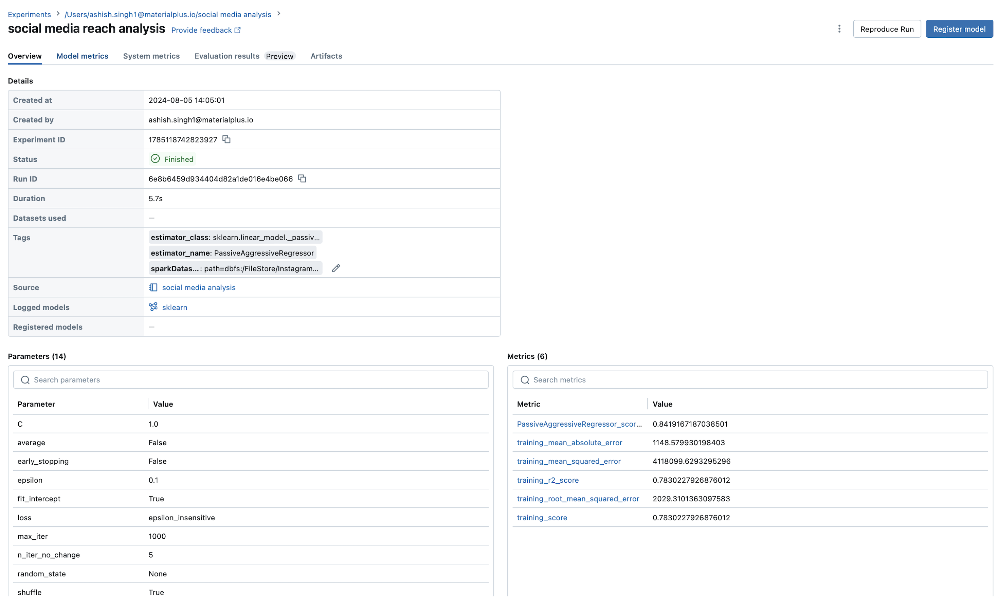 Experiments > /Users/ashish.singh1@materialplus.io/social media analysis >
social media reach analysis Provide feedback
Reproduce Run
Register model
Overview Model metrics System metrics Evaluation results Preview Artifacts
Details
Created at 2024-08-05 14:05:01
Created by ashish.singh1@materialplus.io
Experiment ID 1785118742823927
Status Finished
Run ID 6e8b6459d934404d82a1de016e4be066
Duration 5.7s
Datasets used —
Tags estimator_class: sklearn.linear_model._passiv...
estimator_name: PassiveAggressiveRegressor
sparkDatas...: path=dbfs:/FileStore/Instagram...
Source social media analysis
Logged models sklearn
Registered models —
Parameters (14)
Search parameters
Parameter Value
C 1.0
average False
early_stopping False
epsilon 0.1
fit_intercept True
loss epsilon_insensitive
max_iter 1000
n_iter_no_change 5
random_state None
shuffle True
Metrics (6)
Search metrics
Metric Value
PassiveAggressiveRegressor_scor... 0.8419167187038501
training_mean_absolute_error 1148.579930198403
training_mean_squared_error 4118099.6293295296
training_r2_score 0.7830227926876012
training_root_mean_squared_error 2029.3101363097583
training_score 0.7830227926876012